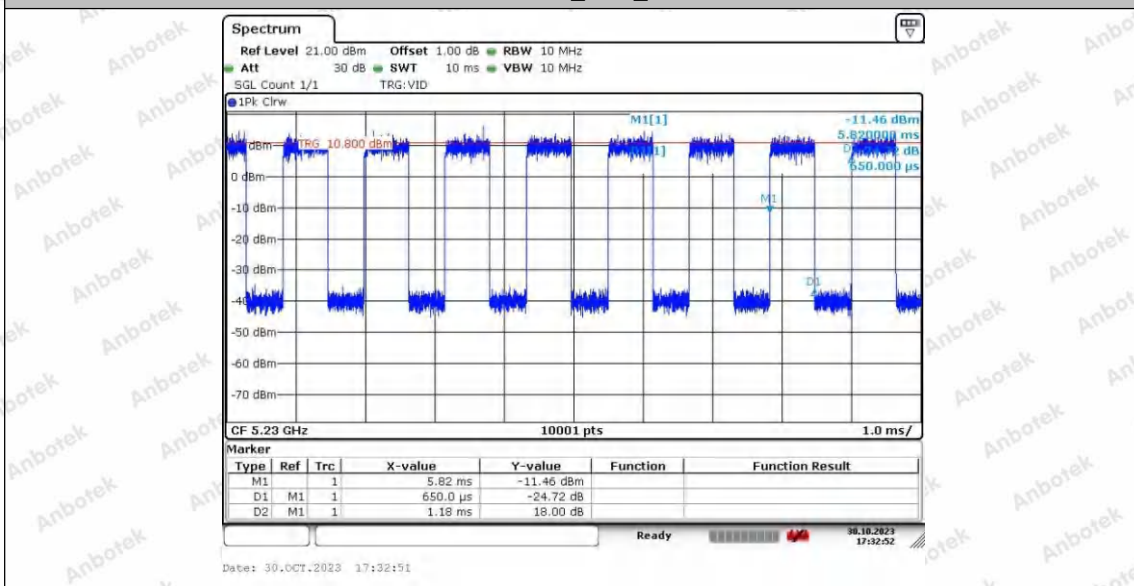 Spectrum
Ref Level 21.00 dBm Offset 1.00 dB RBW 10 MHz
Att 30 dB SWT 10 ms VBW 10 MHz
SGL Count 1/1 TRG:VID
1Pk Clrw
M1[1] -11.46 dBm
5.820000 ms
dBm TRG 10.800 dBm
650.000 µs
0 dBm
M1
-10 dBm
-20 dBm
-30 dBm
D1
-40
-50 dBm
-60 dBm
-70 dBm
CF 5.23 GHz 10001 pts 1.0 ms/
Marker
Type Ref Trc X-value Y-value Function Function Result
M1 1 5.82 ms -11.46 dBm
D1 M1 1 650.0 µs -24.72 dB
D2 M1 1 1.18 ms 18.00 dB
Ready 30.10.2023
17:32:52
Date: 30.OCT.2023 17:32:51
Anbotek